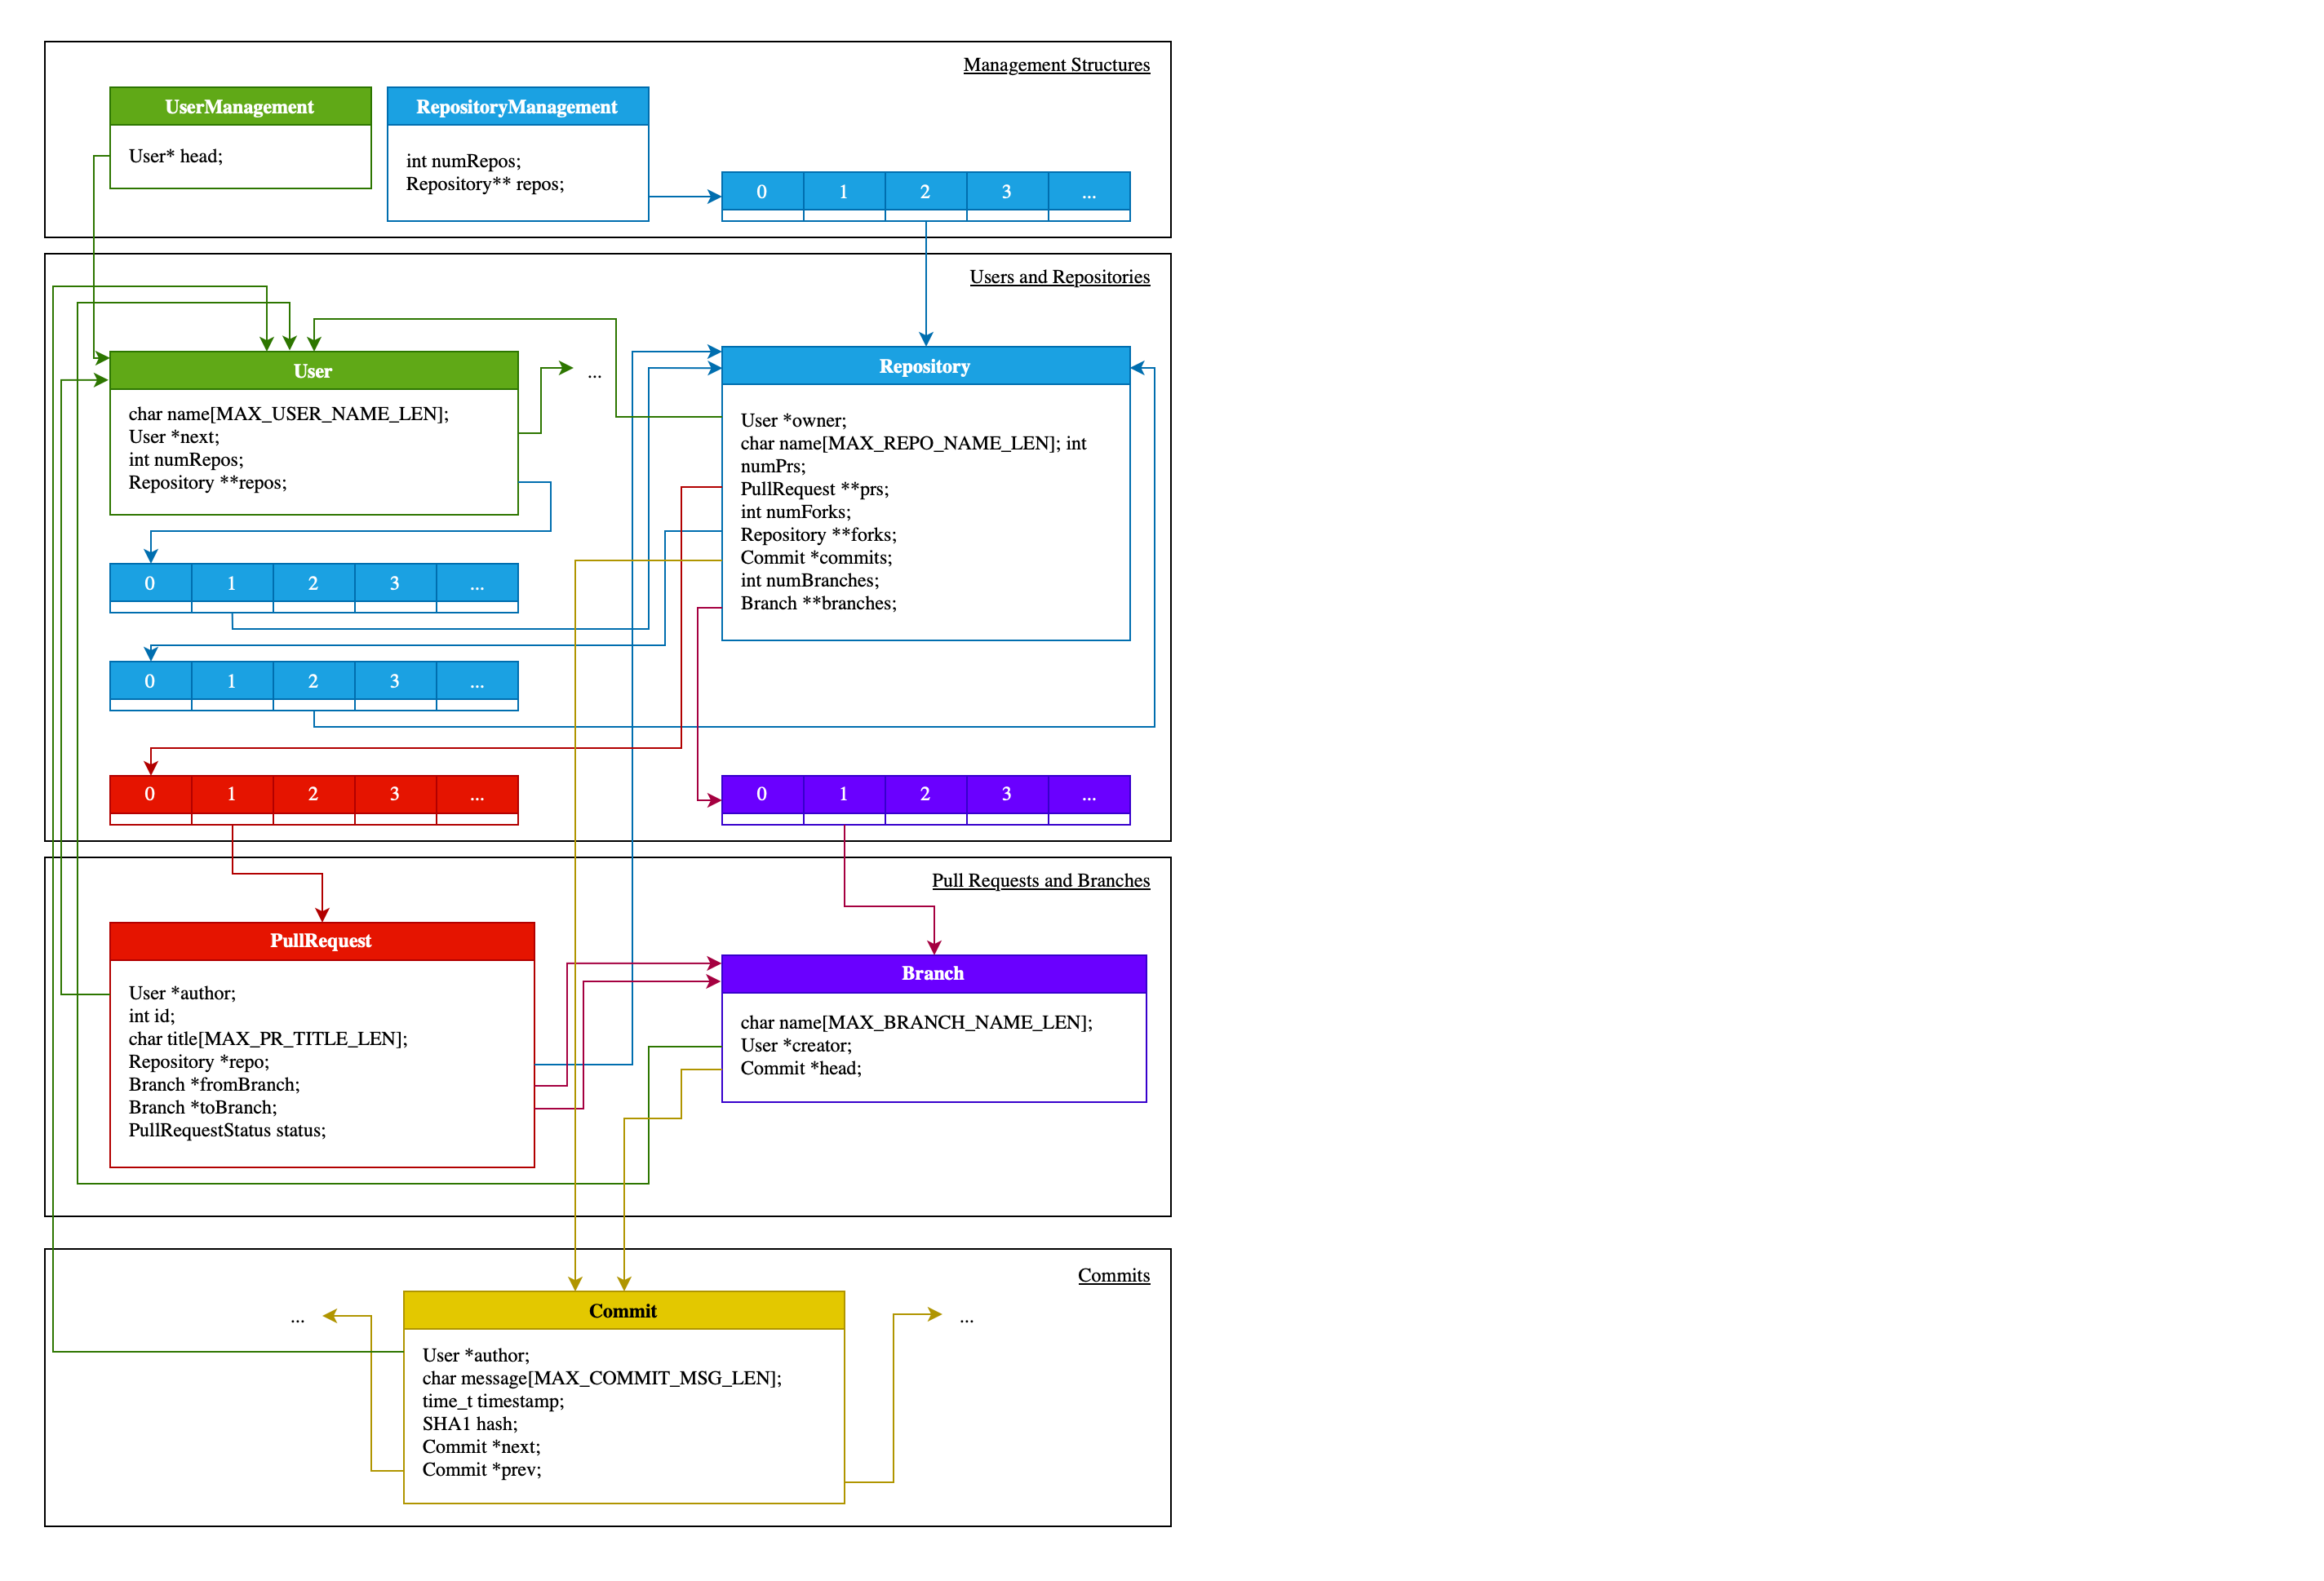 Management Structures
UserManagement
User* head;
RepositoryManagement
int numRepos;
Repository** repos;
0 1 2 3 ...
Users and Repositories
User
char name[MAX_USER_NAME_LEN];
User *next;
int numRepos;
Repository **repos;
...
Repository
User *owner;
char name[MAX_REPO_NAME_LEN]; int
numPrs;
PullRequest **prs;
int numForks;
Repository **forks;
Commit *commits;
int numBranches;
Branch **branches;
0 1 2 3 ...
0 1 2 3 ...
0 1 2 3 ...
0 1 2 3 ...
Pull Requests and Branches
PullRequest
User *author;
int id;
char title[MAX_PR_TITLE_LEN];
Repository *repo;
Branch *fromBranch;
Branch *toBranch;
PullRequestStatus status;
Branch
char name[MAX_BRANCH_NAME_LEN];
User *creator;
Commit *head;
Commits
...
Commit
User *author;
char message[MAX_COMMIT_MSG_LEN];
time_t timestamp;
SHA1 hash;
Commit *next;
Commit *prev;
...